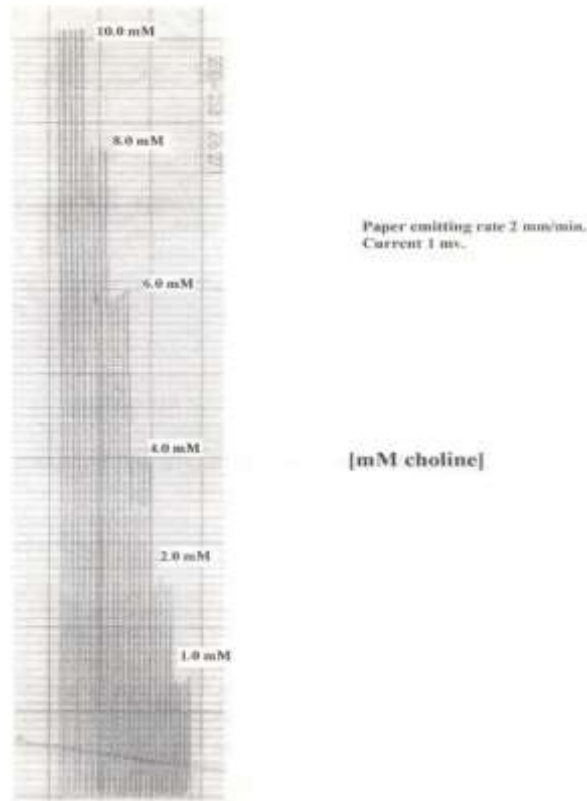 10.0 mM
8.0 mM
Paper emitting rate 2 mm/min.
Current 1 mv.
6.0 mM
4.0 mM
[mM choline]
2.0 mM
1.0 mM